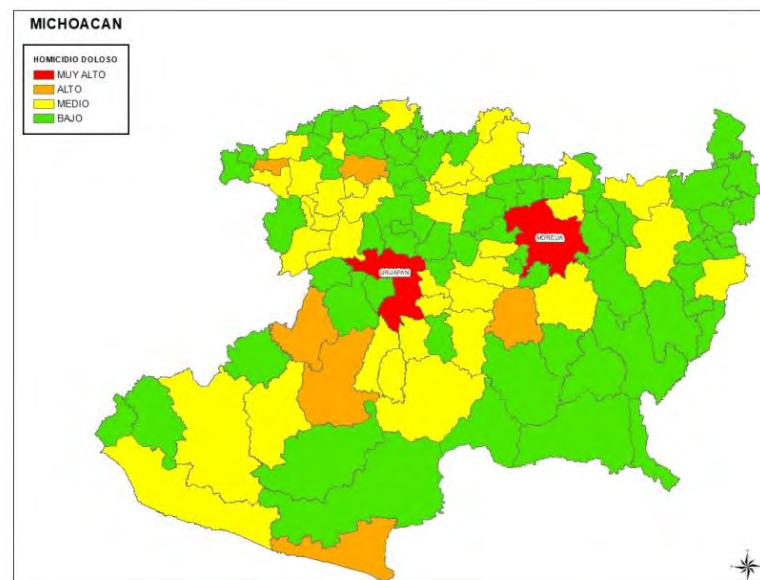 MICHOACAN
HOMICIDIO DOLOSO
MUY ALTO
ALTO
MEDIO
BAJO
MORELIA
URUAPAN